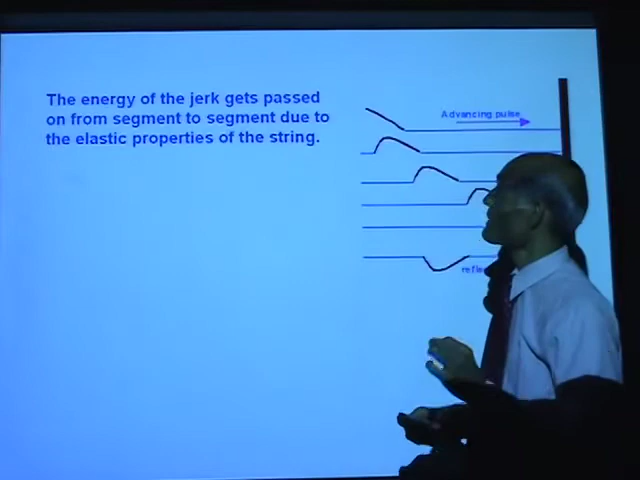 The energy of the jerk gets passed
on from segment to segment due to
the elastic properties of the string.
Advancing pulse